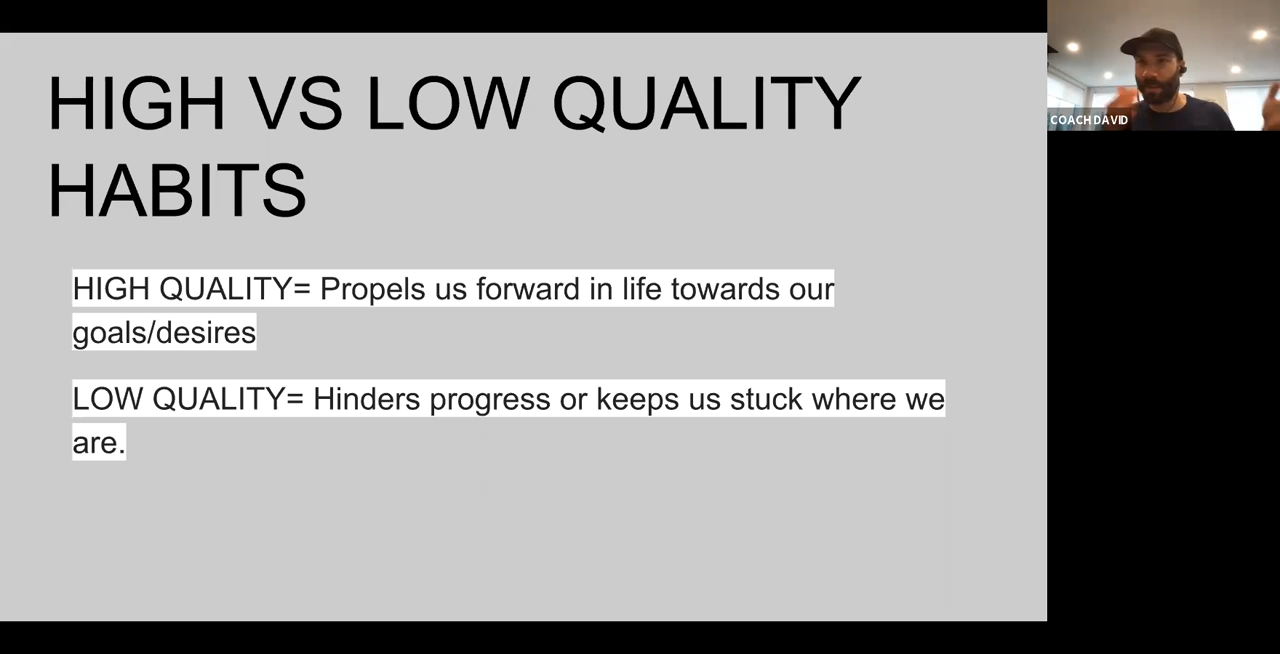 HIGH VS LOW QUALITY
HABITS
HIGH QUALITY= Propels us forward in life towards our
goals/desires
LOW QUALITY= Hinders progress or keeps us stuck where we
are.
COACH DAVID